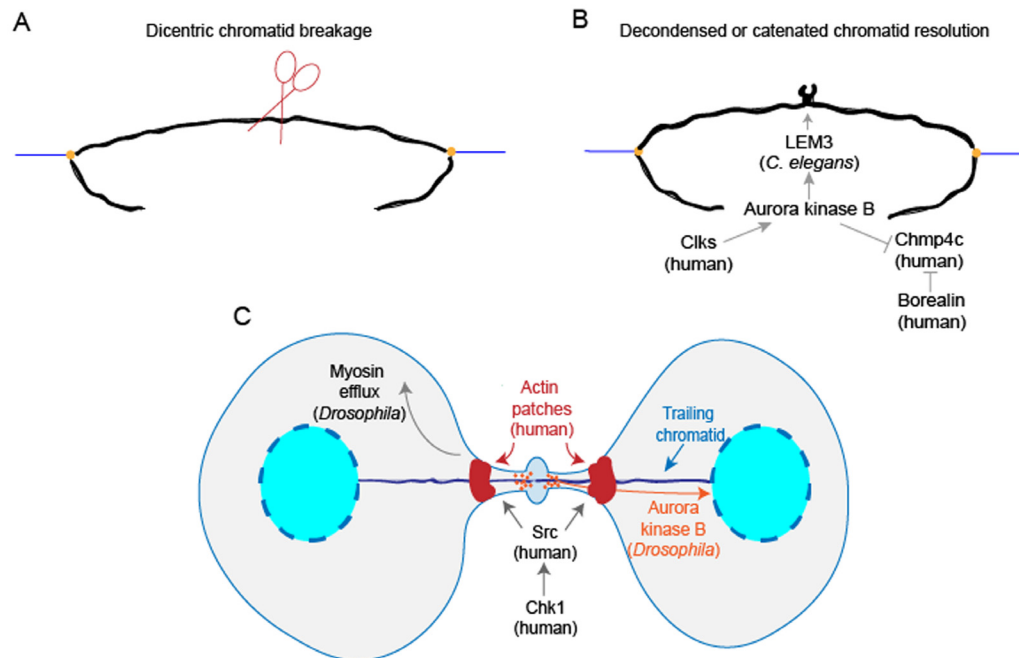 A
Dicentric chromatid breakage
B
Decondensed or catenated chromatid resolution
LEM3
(C. elegans)
Aurora kinase B
Clks
(human)
Chmp4c
(human)
Borealin
(human)
C
Myosin
efflux
(Drosophila)
Actin
patches
(human)
Trailing
chromatid
Aurora
kinase B
(Drosophila)
Src
(human)
Chk1
(human)